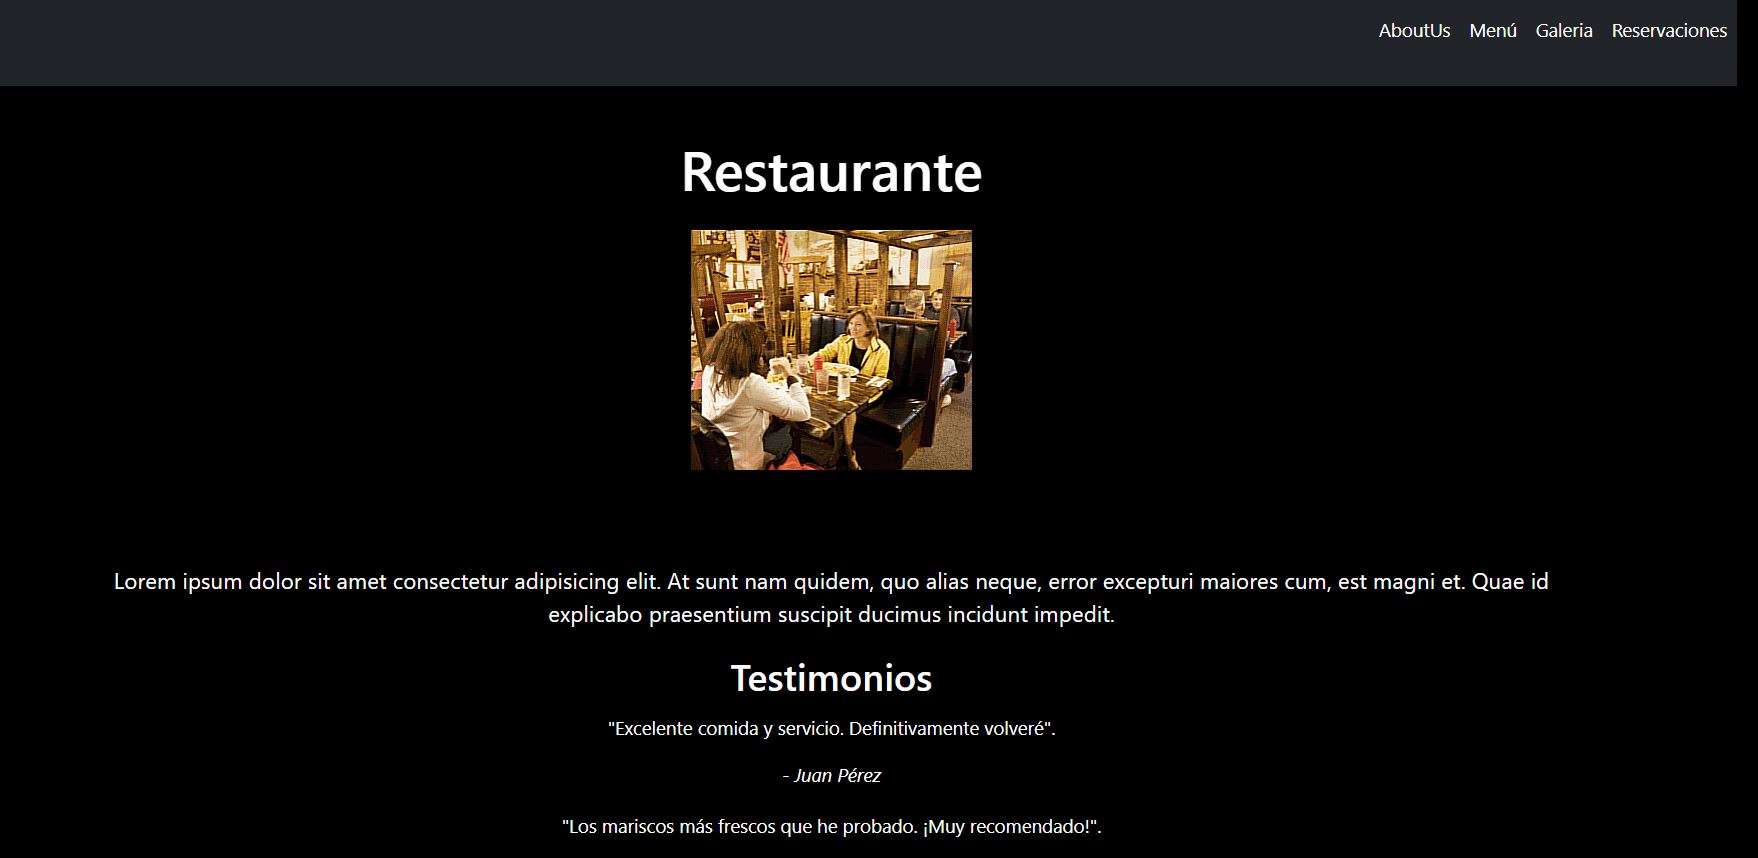 AboutUs Menú Galeria Reservaciones
Restaurante
Lorem ipsum dolor sit amet consectetur adipisicing elit. At sunt nam quidem, quo alias neque, error excepturi maiores cum, est magni et. Quae id
explicabo praesentium suscipit ducimus incidunt impedit.
Testimonios
"Excelente comida y servicio. Definitivamente volveré".
- Juan Pérez
"Los mariscos más frescos que he probado. ¡Muy recomendado!".